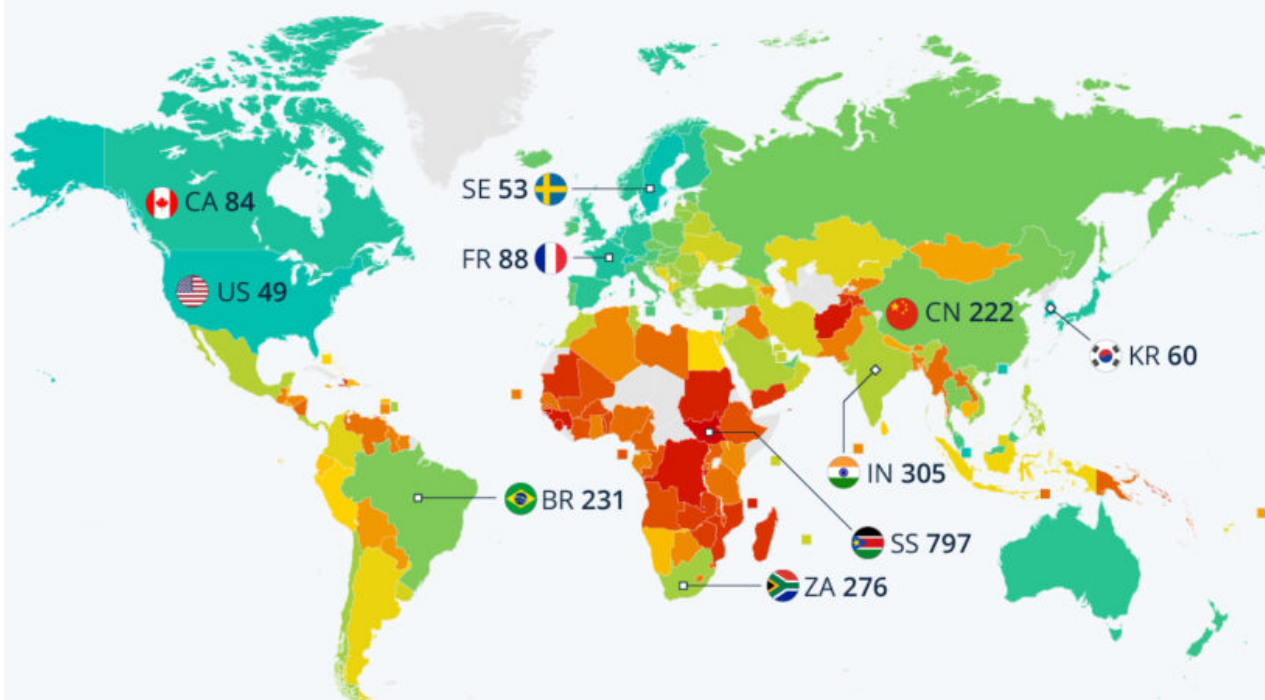 SE 53
CA 84
FR 88
US 49
CN 222
KR 60
IN 305
BR 231
SS 797
ZA 276